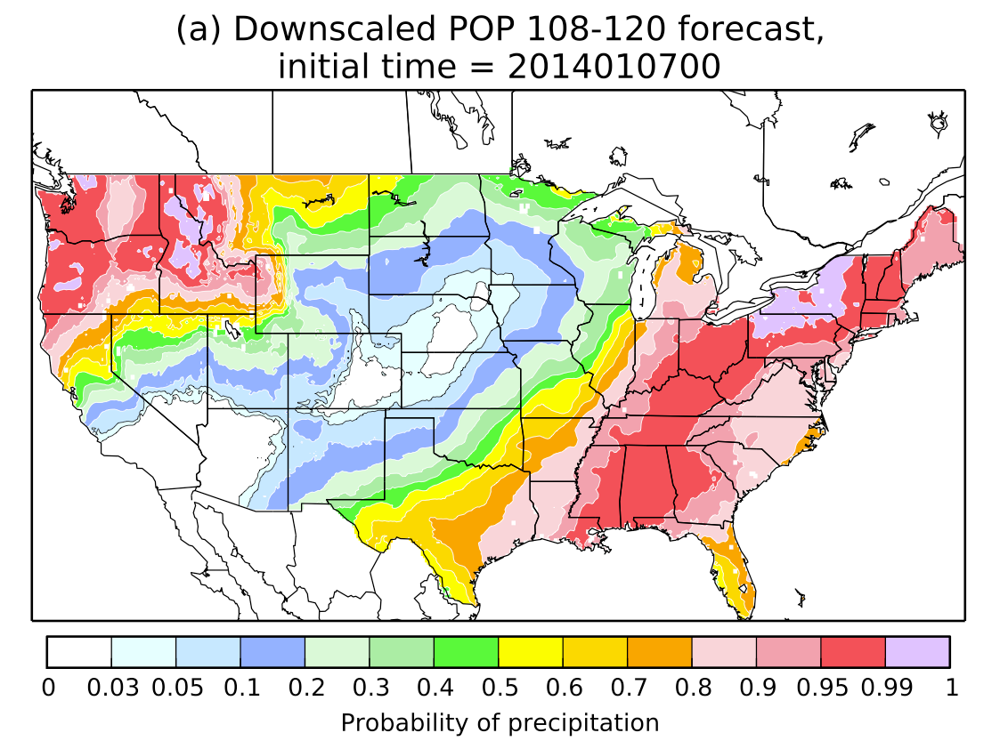 (a) Downscaled POP 108-120 forecast,
initial time = 2014010700
0 0.03 0.05 0.1 0.2 0.3 0.4 0.5 0.6 0.7 0.8 0.9 0.95 0.99 1
Probability of precipitation